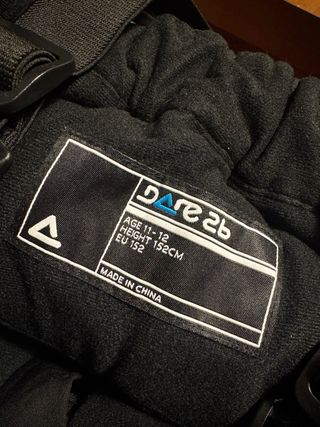 DARE 2b
AGE 11-12
HEIGHT 152CM
EU 152
MADE IN CHINA